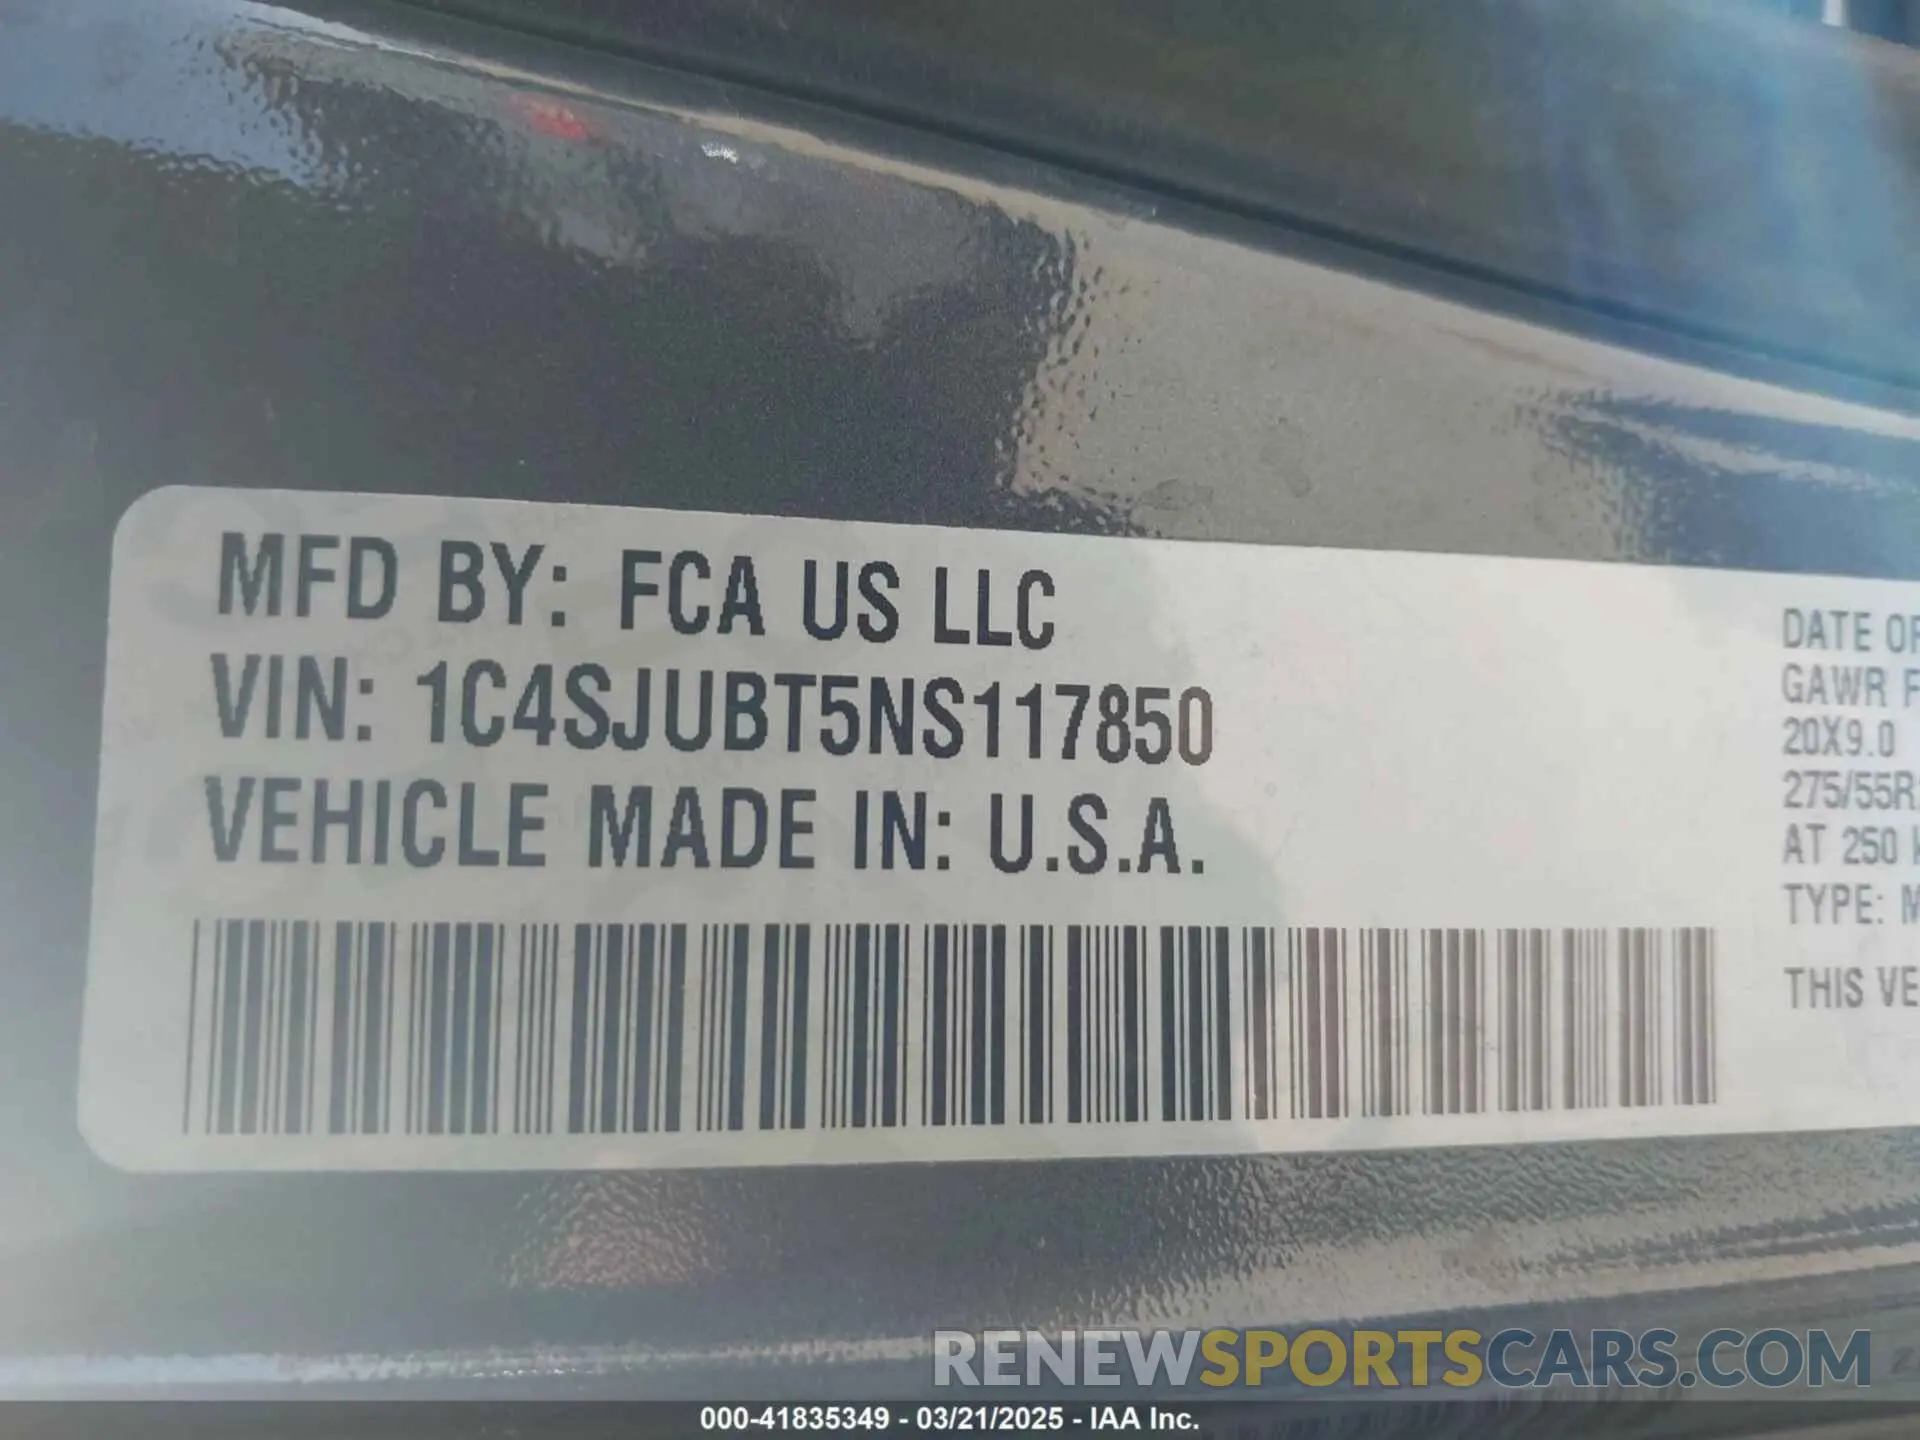 MFD BY: FCA US LLC
VIN: 1C4SJUBT5NS117850
VEHICLE MADE IN: U.S.A.
DATE OF
GAWR F
20X9.0
275/55R
AT 250
TYPE:
THIS VE
RENEWSPORTSCARS.COM
000-41835349 - 03/21/2025 - IAA Inc.